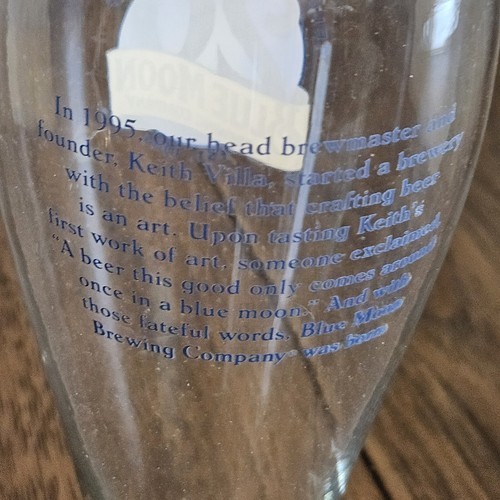 In 1995, our head brewmaster and
founder, Keith Villa, started a brewery
with the belief that crafting beer
is an art. Upon tasting Keith's
first work of art, someone exclaimed,
"A beer this good only comes around
once in a blue moon." And with
those fateful words, Blue Moon
Brewing Company® was born.